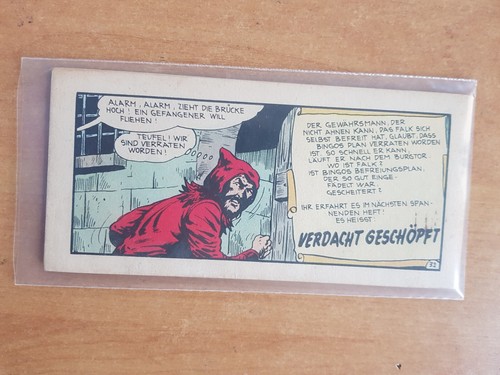 ALARM, ALARM, ZIEHT DIE BRÜCKE
HOCH! EIN GEFANGENER WILL
FLIEHEN!
TEUFEL! WIR
SIND VERRATEN
WORDEN!
DER GEWÄHRSMANN, DER
NICHT AHNEN KANN, DAS FALK SICH
SELBST BEFREIT HAT, GLAUBT, DASS
BINGOS PLAN VERRATEN WORDEN
IST. SO SCHNELL ER KANN,
LÄUFT ER NACH DEM BURGTOR
WO IST FALK?
IST BINGOS BEFREIUNGSPLAN,
DER SO GUT EINGE-
FÄDELT WAR,
GESCHEITERT?
IHR ERFAHRT ES IM NÄCHSTEN SPAN-
NENDEN HEFT!
ES HEISST:
VERDACHT GESCHÖPFT
32